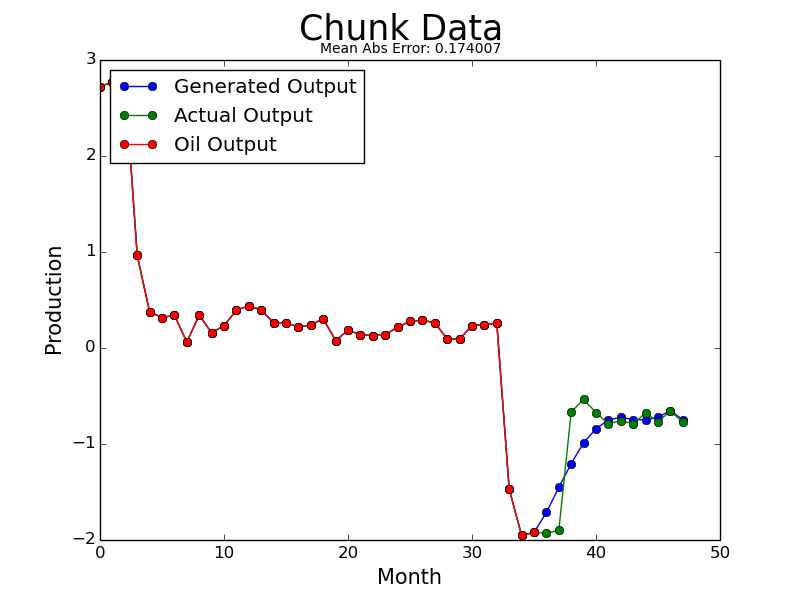 Chunk Data
Mean Abs Error: 0.174007
Generated Output
Actual Output
Oil Output
3
2
1
0
−1
−2
Production
0 10 20 30 40 50
Month